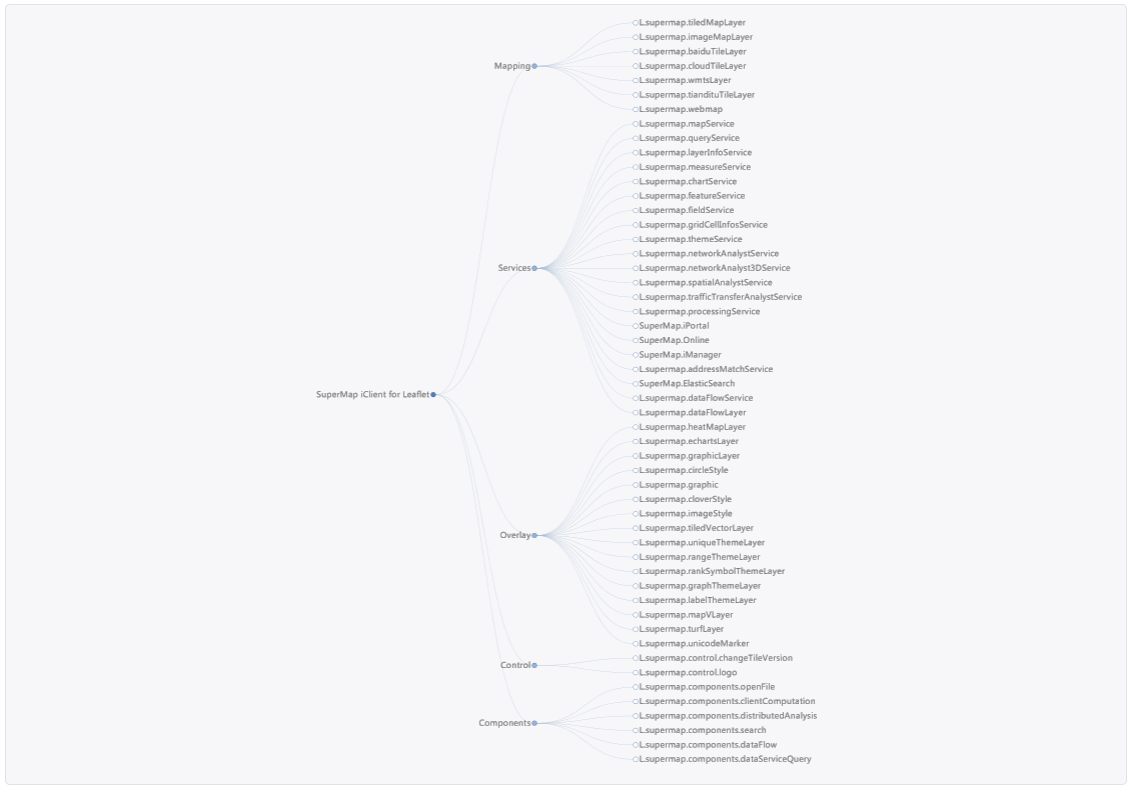 SuperMap iClient for Leaflet
Mapping
L.supermap.tiledMapLayer
L.supermap.imageMapLayer
L.supermap.baiduTileLayer
L.supermap.cloudTileLayer
L.supermap.wmtsLayer
L.supermap.tiandituTileLayer
L.supermap.webmap
Services
L.supermap.mapService
L.supermap.queryService
L.supermap.layerInfoService
L.supermap.measureService
L.supermap.chartService
L.supermap.featureService
L.supermap.fieldService
L.supermap.gridCellInfosService
L.supermap.themeService
L.supermap.networkAnalystService
L.supermap.networkAnalyst3DService
L.supermap.spatialAnalystService
L.supermap.trafficTransferAnalystService
L.supermap.processingService
SuperMap.iPortal
SuperMap.Online
SuperMap.iManager
L.supermap.addressMatchService
SuperMap.ElasticSearch
L.supermap.dataFlowService
L.supermap.dataFlowLayer
Overlay
L.supermap.heatMapLayer
L.supermap.echartsLayer
L.supermap.graphicLayer
L.supermap.circleStyle
L.supermap.graphic
L.supermap.cloverStyle
L.supermap.imageStyle
L.supermap.tiledVectorLayer
L.supermap.uniqueThemeLayer
L.supermap.rangeThemeLayer
L.supermap.rankSymbolThemeLayer
L.supermap.graphThemeLayer
L.supermap.labelThemeLayer
L.supermap.mapVLayer
L.supermap.turfLayer
L.supermap.unicodeMarker
Control
L.supermap.control.changeTileVersion
L.supermap.control.logo
Components
L.supermap.components.openFile
L.supermap.components.clientComputation
L.supermap.components.distributedAnalysis
L.supermap.components.search
L.supermap.components.dataFlow
L.supermap.components.dataServiceQuery